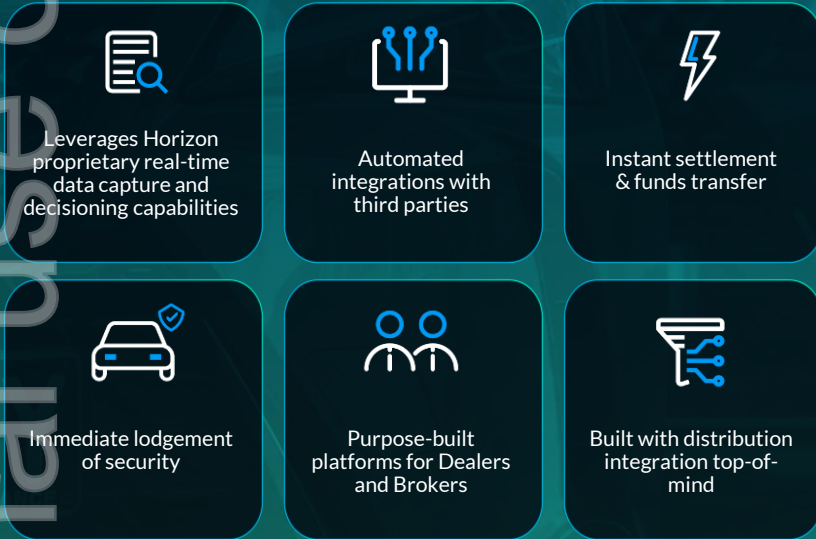 Leverages Horizon
proprietary real-time
data capture and
decisioning capabilities
Automated
integrations with
third parties
Instant settlement
& funds transfer
Immediate lodgement
of security
Purpose-built
platforms for Dealers
and Brokers
Built with distribution
integration top-of-
mind